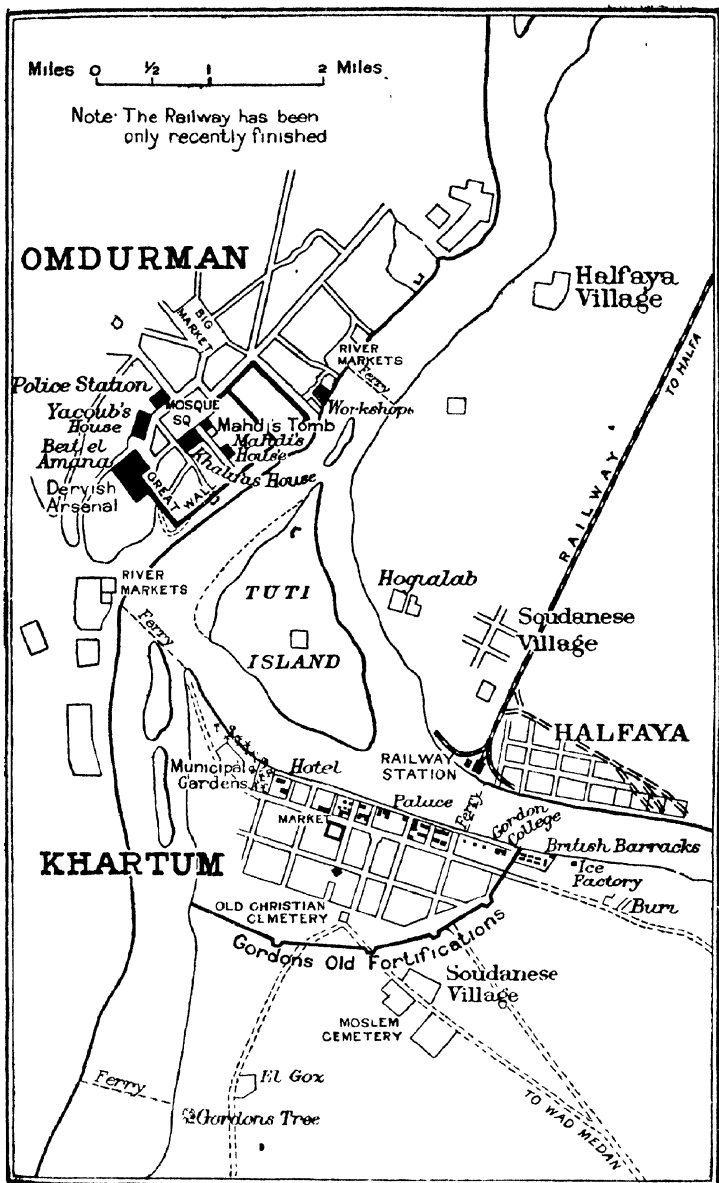 Miles 0 ½ 1 2 Miles
Note· The Railway has been
only recently finished
OMDURMAN
Halfaya
Village
TO HALFA
BIG
MARKET
RIVER
MARKETS
Ferry
Police Station
MOSQUE
SQ
Workshops
Yacoub's
House
Mahdi's Tomb
Mahdi's
House
Beit el
Amana
Khalifas House
Dervish
Arsenal
GREAT WALL
RAILWAY
RIVER
MARKETS
Ferry
TUTI
ISLAND
Hogalab
Soudanese
Village
HALFAYA
RAILWAY
STATION
Municipal
Gardens
Hotel
Palace
Ferry
Gordon
College
MARKET
British Barracks
KHARTUM
Ice
Factory
Buri
OLD CHRISTIAN
CEMETERY
Gordons Old Fortifications
Soudanese
Village
MOSLEM
CEMETERY
El Goz
Ferry
Gordons Tree
TO WAD MEDAN